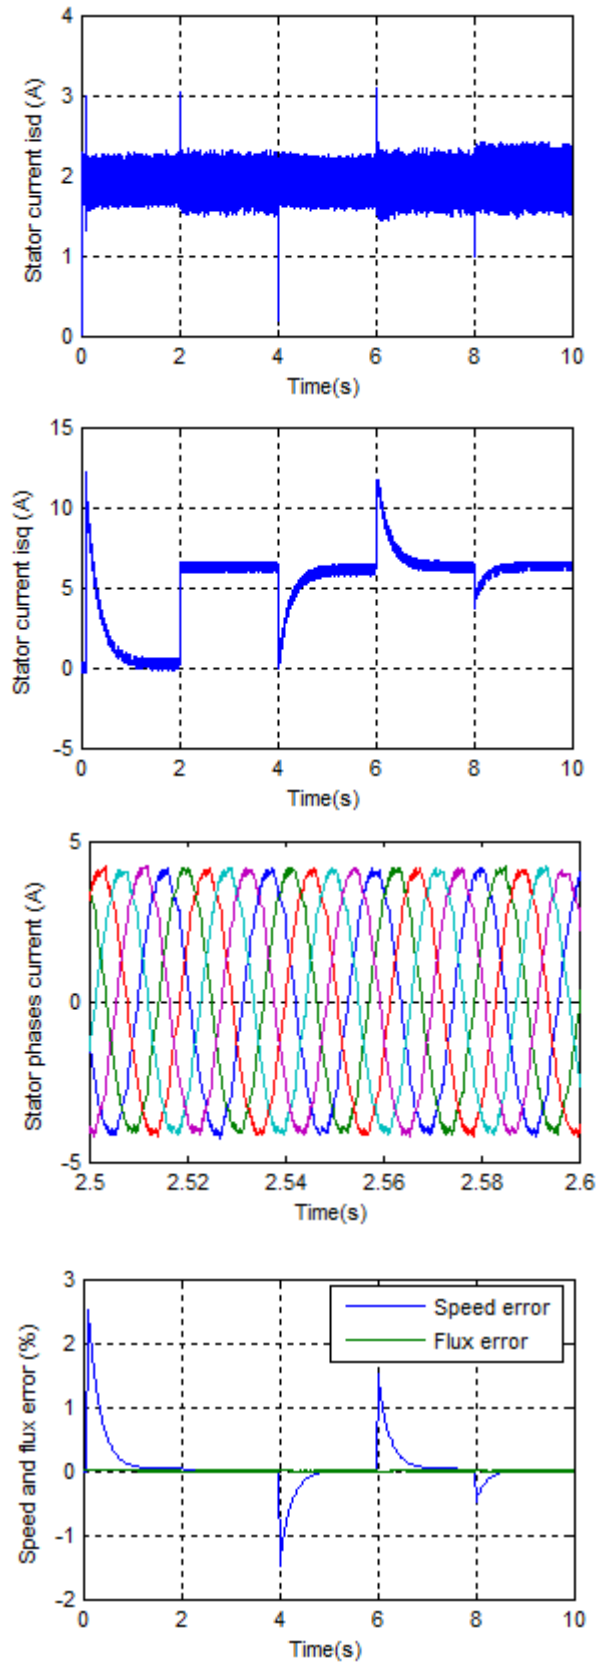 Stator current isd (A)
4
3
2
1
0
0 2 4 6 8 10
Time(s)
Stator current isq (A)
15
10
5
0
-5
0 2 4 6 8 10
Time(s)
Stator phases current (A)
5
0
-5
2.5 2.52 2.54 2.56 2.58 2.6
Time(s)
Speed and flux error (%)
3
2
1
0
-1
-2
Speed error
Flux error
0 2 4 6 8 10
Time(s)